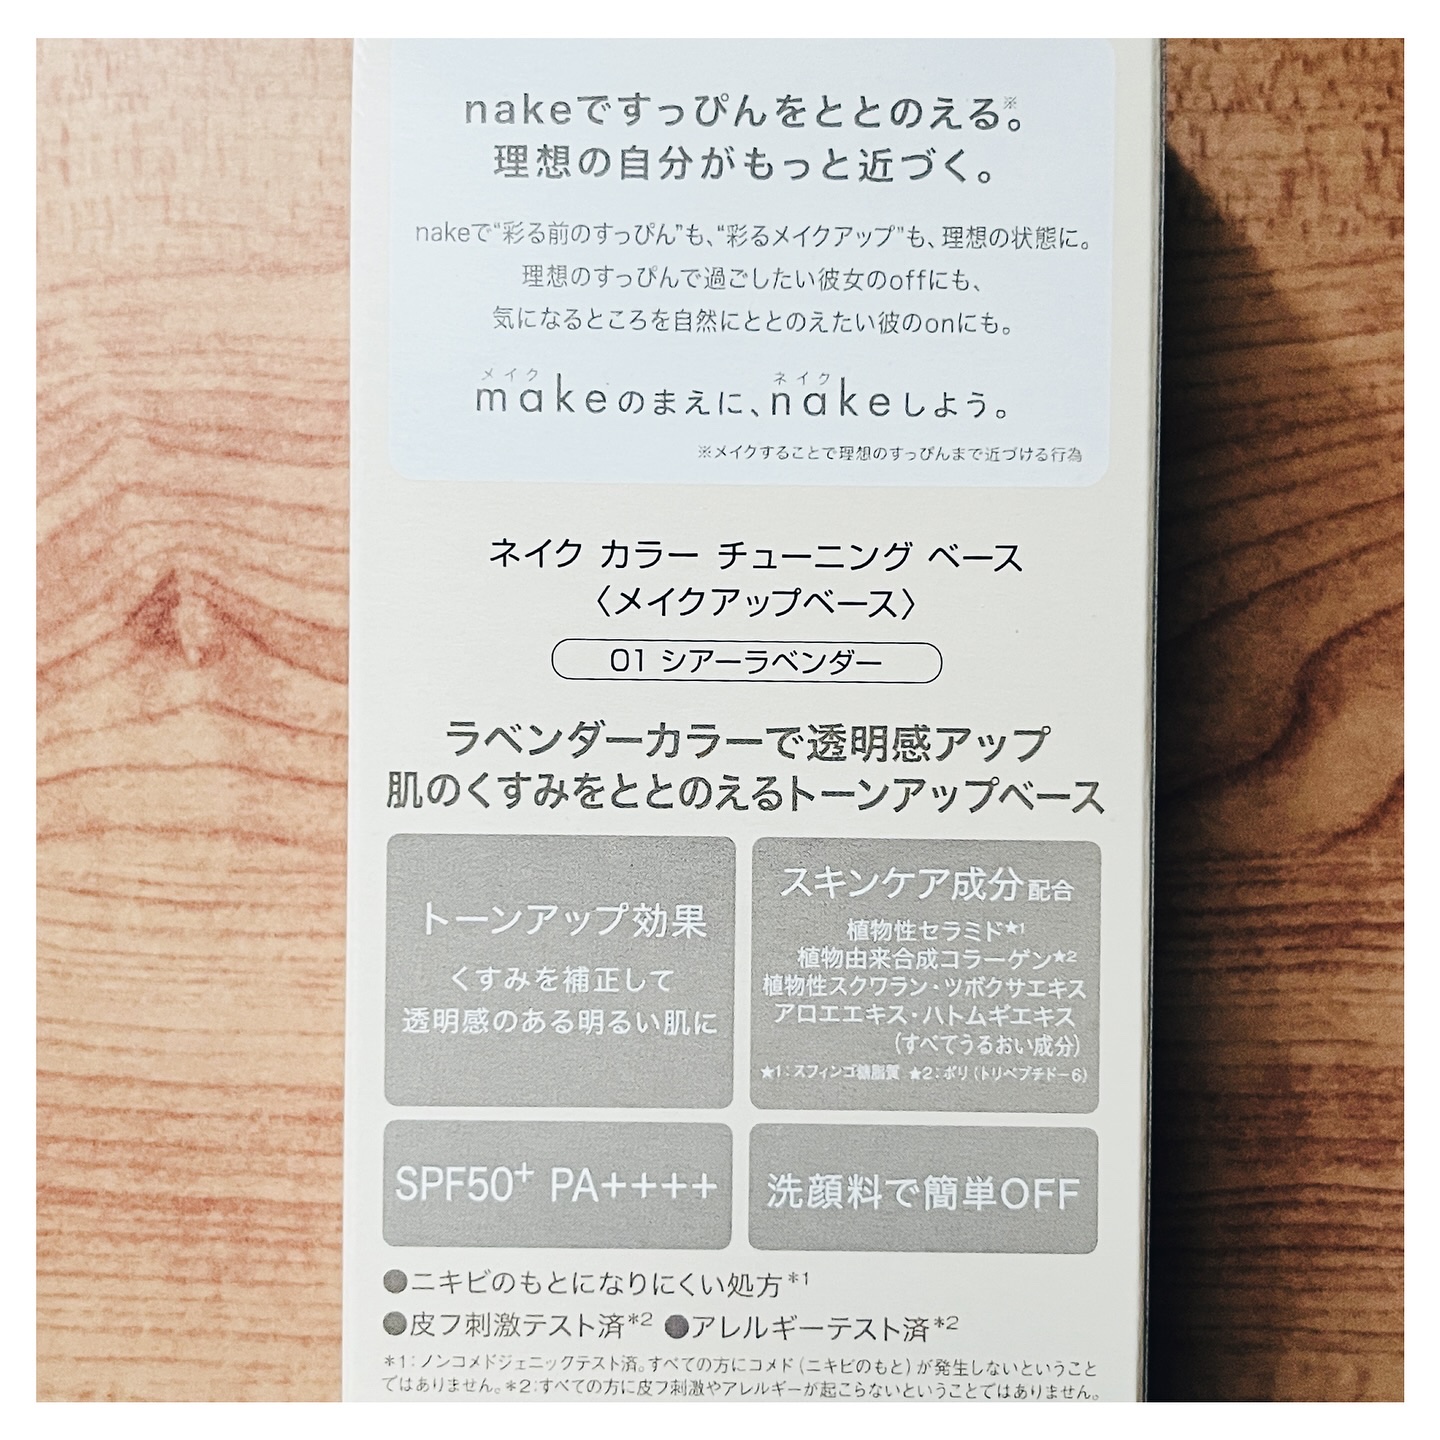 nakeですっぴんをととのえる※。
理想の自分がもっと近づく。
nakeで“彩る前のすっぴん”も、“彩るメイクアップ”も、理想の状態に。
理想のすっぴんで過ごしたい彼女のoffにも、
気になるところを自然にととのえたい彼のonにも。
メイク ネイク
makeのまえに、nakeしよう。
※メイクすることで理想のすっぴんまで近づける行為
ネイク カラー チューニング ベース
〈メイクアップベース〉
01 シアーラベンダー
ラベンダーカラーで透明感アップ
肌のくすみをととのえるトーンアップベース
トーンアップ効果
くすみを補正して
透明感のある明るい肌に
スキンケア成分配合
植物性セラミド★1
植物由来合成コラーゲン★2
植物性スクワラン・ツボクサエキス
アロエエキス・ハトムギエキス
(すべてうるおい成分)
★1:スフィンゴ糖脂質 ★2:ポリ(トリペプチド-6)
SPF50+ PA++++
洗顔料で簡単OFF
●ニキビのもとになりにくい処方*1
●皮フ刺激テスト済*2 ●アレルギーテスト済*2
*1:ノンコメドジェニックテスト済。すべての方にコメド(ニキビのもと)が発生しないということ
ではありません。*2:すべての方に皮フ刺激やアレルギーが起こらないということではありません。